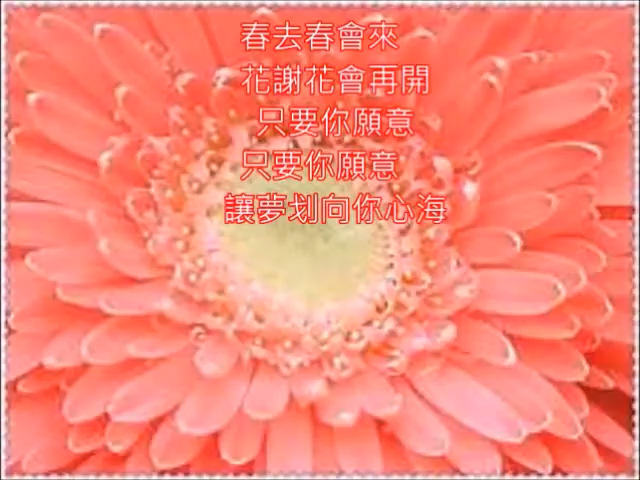 春去春會來
花謝花會再開
只要你願意
只要你願意
讓夢划向你心海